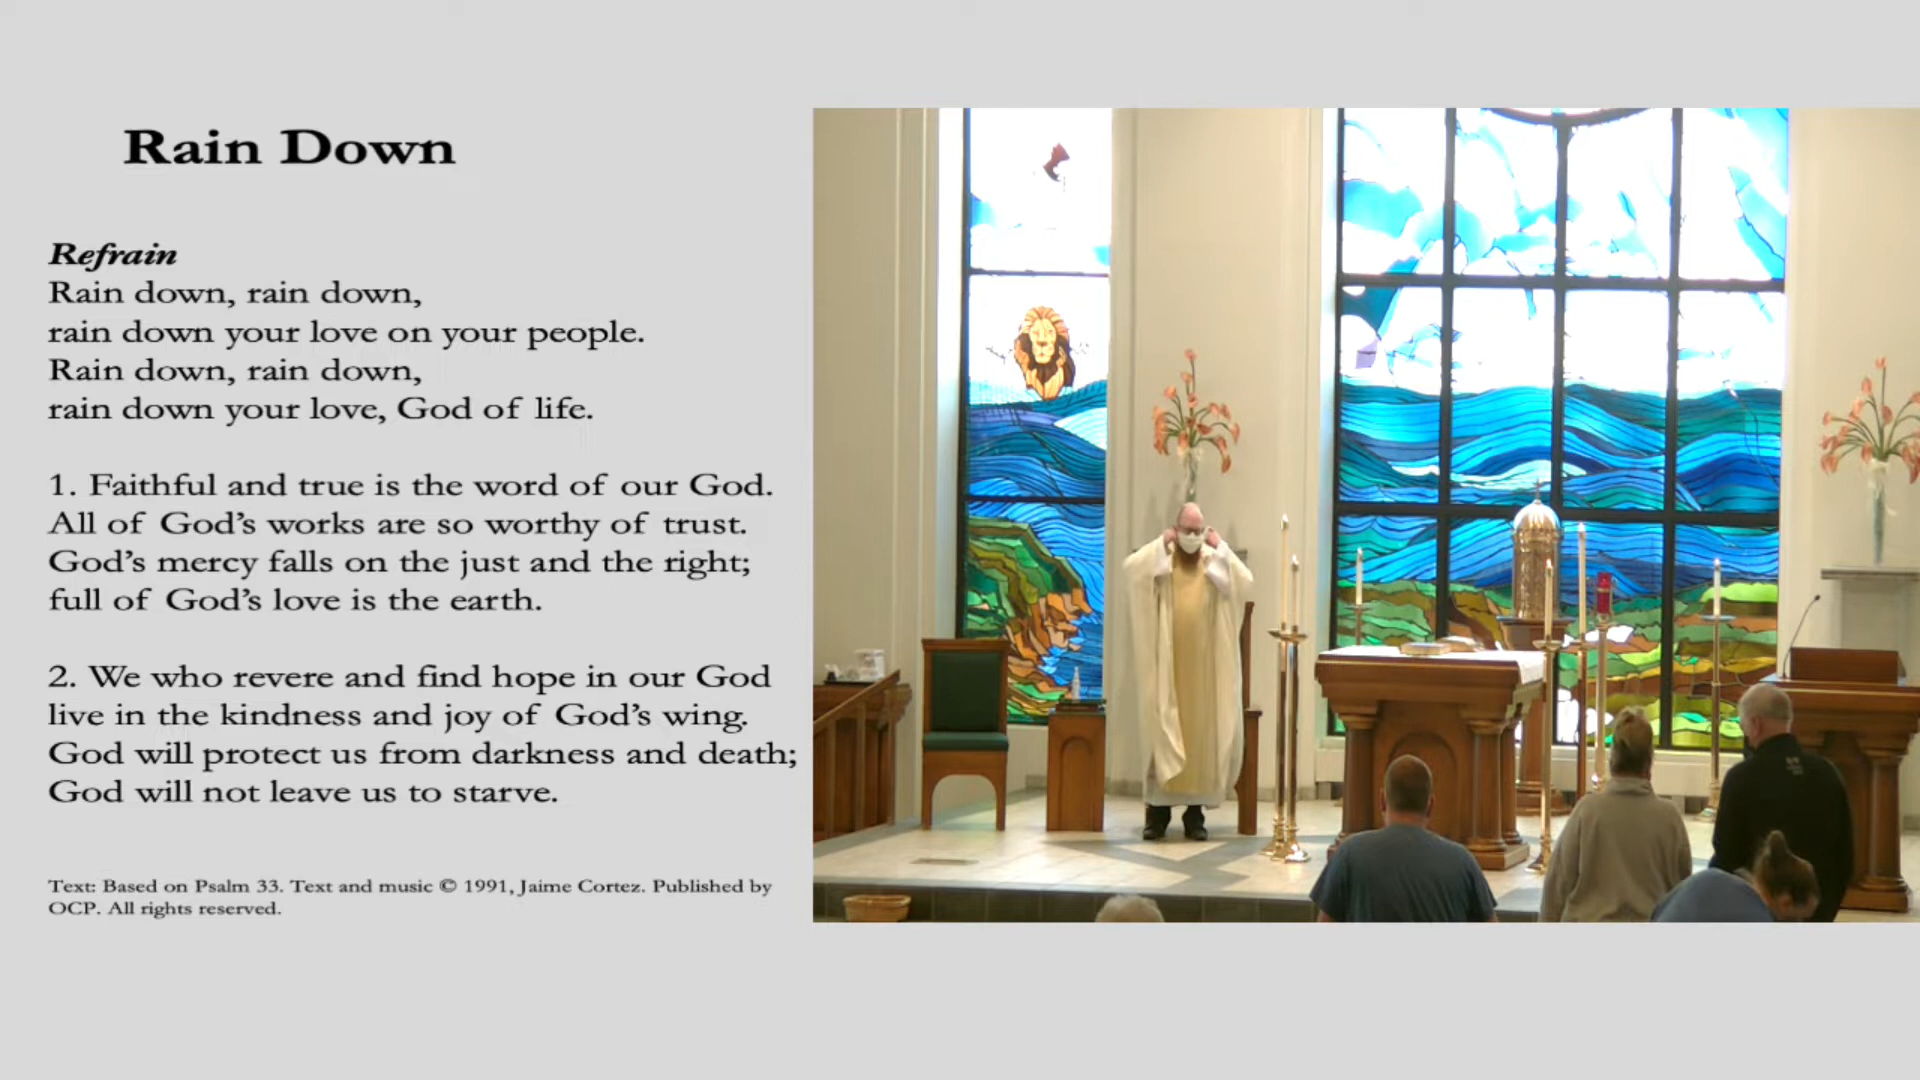 Rain Down
Refrain
Rain down, rain down,
rain down your love on your people.
Rain down, rain down,
rain down your love, God of life.
1. Faithful and true is the word of our God.
All of God's works are so worthy of trust.
God's mercy falls on the just and the right;
full of God's love is the earth.
2. We who revere and find hope in our God
live in the kindness and joy of God's wing.
God will protect us from darkness and death;
God will not leave us to starve.
Text: Based on Psalm 33. Text and music © 1991, Jaime Cortez. Published by
OCP. All rights reserved.